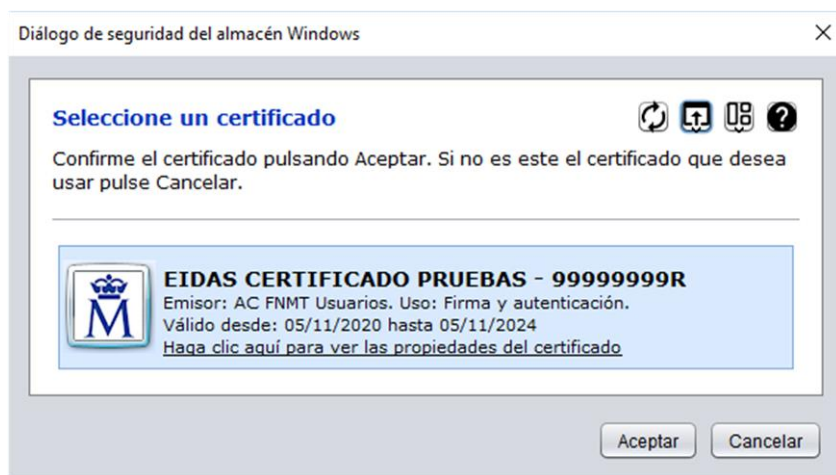 Diálogo de seguridad del almacén Windows
Seleccione un certificado
Confirme el certificado pulsando Aceptar. Si no es este el certificado que desea
usar pulse Cancelar.
EIDAS CERTIFICADO PRUEBAS - 99999999R
Emisor: AC FNMT Usuarios. Uso: Firma y autenticación.
Válido desde: 05/11/2020 hasta 05/11/2024
Haga clic aquí para ver las propiedades del certificado
Aceptar Cancelar